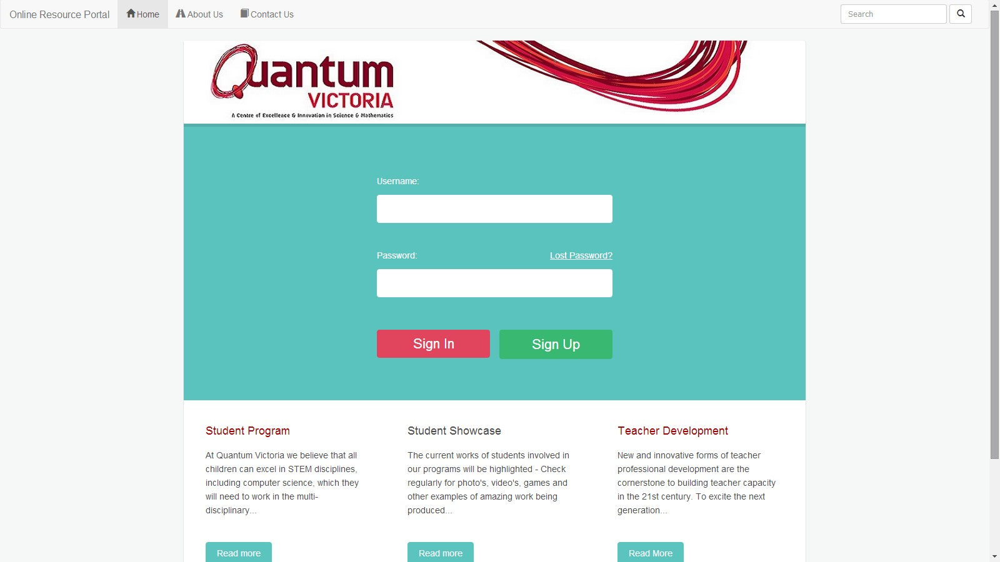 Online Resource Portal
Home
About Us
Contact Us
Search
Quantum
VICTORIA
A Centre of Excellence & Innovation in Science & Mathematics
Username:
Password:
Lost Password?
Sign In
Sign Up
Student Program
At Quantum Victoria we believe that all
children can excel in STEM disciplines,
including computer science, which they
will need to work in the multi-
disciplinary...
Read more
Student Showcase
The current works of students involved in
our programs will be highlighted - Check
regularly for photo's, video's, games and
other examples of amazing work being
produced...
Read more
Teacher Development
New and innovative forms of teacher
professional development are the
cornerstone to building teacher capacity
in the 21st century. To excite the next
generation...
Read More